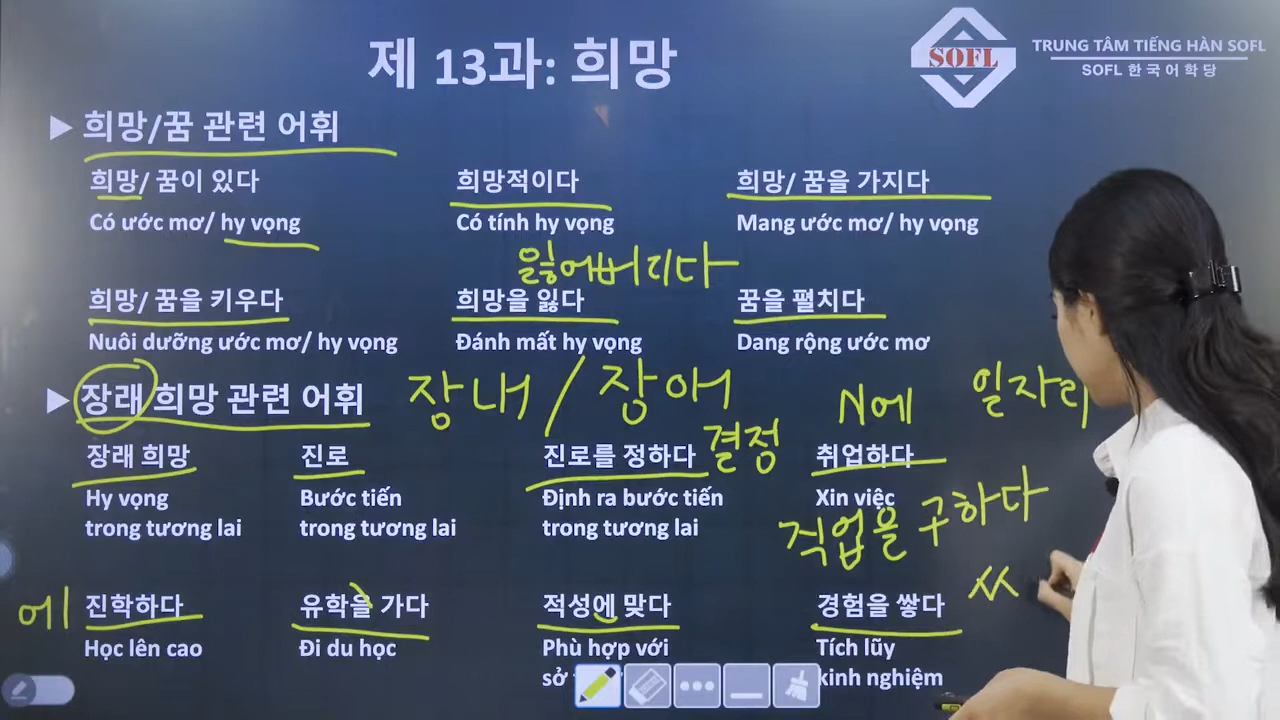 제 13과: 희망
SOFL
TRUNG TÂM TIẾNG HÀN SOFL
SOFL 한국어학당
희망/꿈 관련 어휘
희망/ 꿈이 있다
희망적이다
희망/ 꿈을 가지다
Có ước mơ/ hy vọng
Có tính hy vọng
Mang ước mơ/ hy vọng
잃어버리다
희망/ 꿈을 키우다
희망을 잃다
꿈을 펼치다
Nuôi dưỡng ước mơ/ hy vọng
Đánh mất hy vọng
Dang rộng ước mơ
장래 희망 관련 어휘
장내 / 장애
N에
일자리
장래 희망
진로
진로를 정하다
결정
취업하다
Hy vọng
trong tương lai
Bước tiến
trong tương lai
Định ra bước tiến
trong tương lai
Xin việc
직업을 구하다
에
진학하다
유학을 가다
적성에 맞다
경험을 쌓다
ㅆ
Học lên cao
Đi du học
Phù hợp với
sở
Tích lũy
kinh nghiệm